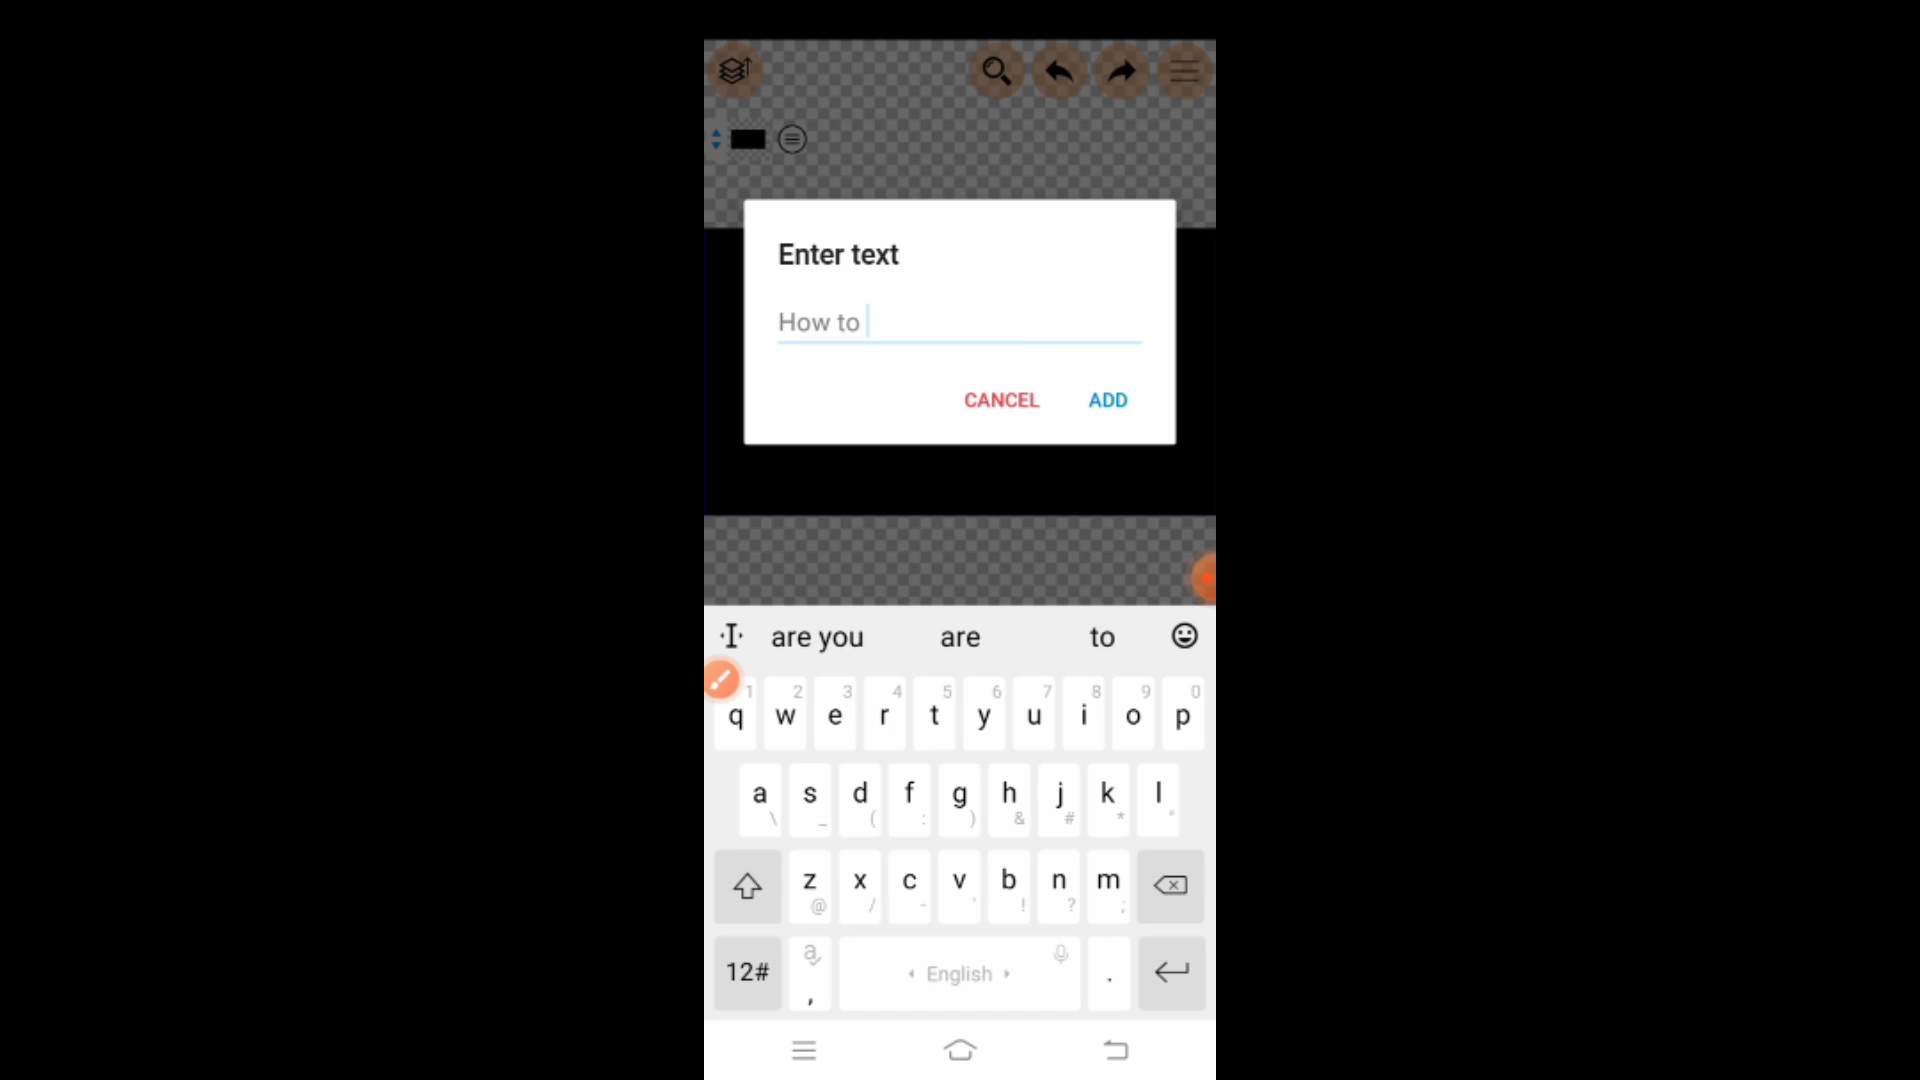 Enter text
How to
CANCEL ADD
are you are to
1 2 3 4 5 6 7 8 9 0
q w e r t y u i o p
a s d f g h j k l
\ _ ( : ) & # * °
z x c v b n m
@ / - ' ! ? ;
12# a , English .